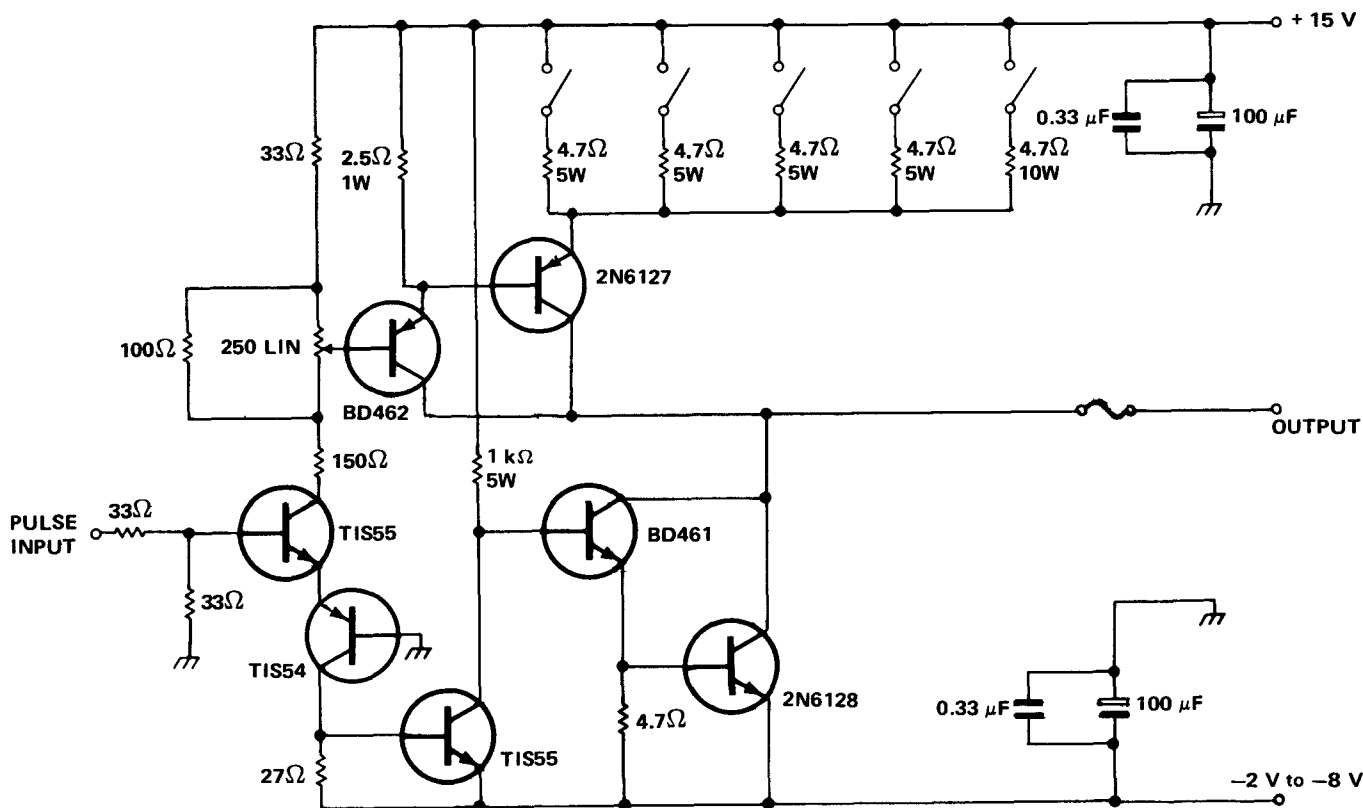 + 15 V
33Ω
2.5Ω
1W
4.7Ω
5W
4.7Ω
5W
4.7Ω
5W
4.7Ω
5W
4.7Ω
10W
0.33 μF
100 μF
2N6127
100Ω
250 LIN
BD462
OUTPUT
150Ω
1 kΩ
5W
PULSE
INPUT
33Ω
TIS55
BD461
33Ω
TIS54
2N6128
4.7Ω
0.33 μF
100 μF
TIS55
27Ω
−2 V to −8 V